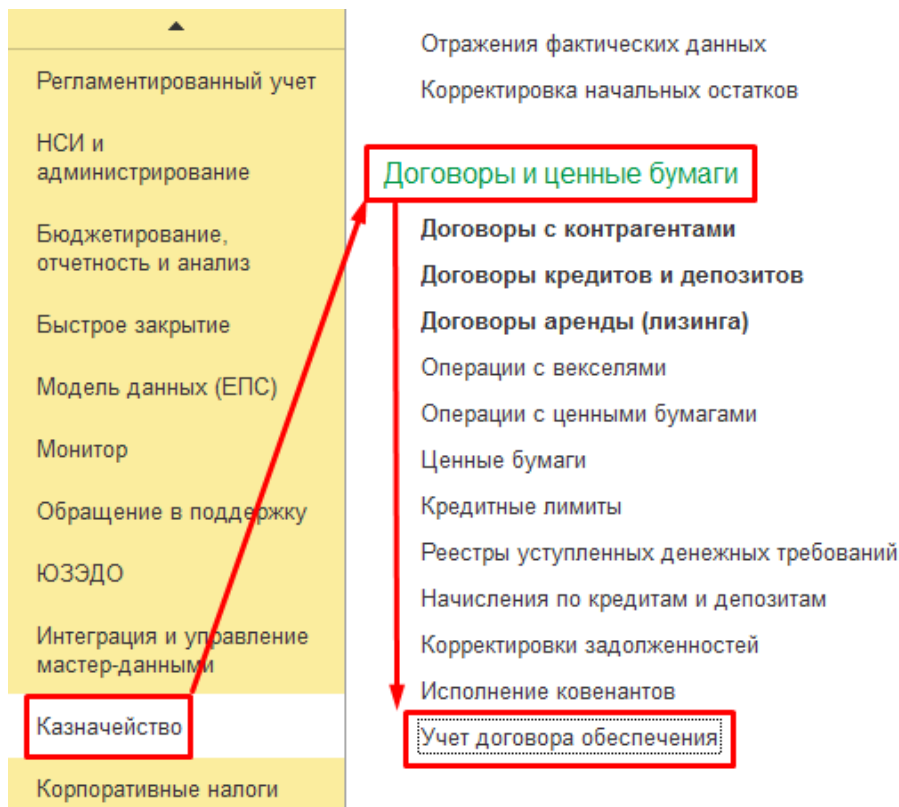 Регламентированный учет
НСИ и
администрирование
Бюджетирование,
отчетность и анализ
Быстрое закрытие
Модель данных (ЕПС)
Монитор
Обращение в поддержку
ЮЗЭДО
Интеграция и управление
мастер-данными
Казначейство
Корпоративные налоги
Отражения фактических данных
Корректировка начальных остатков
Договоры и ценные бумаги
Договоры с контрагентами
Договоры кредитов и депозитов
Договоры аренды (лизинга)
Операции с векселями
Операции с ценными бумагами
Ценные бумаги
Кредитные лимиты
Реестры уступленных денежных требований
Начисления по кредитам и депозитам
Корректировки задолженностей
Исполнение ковенантов
Учет договора обеспечения